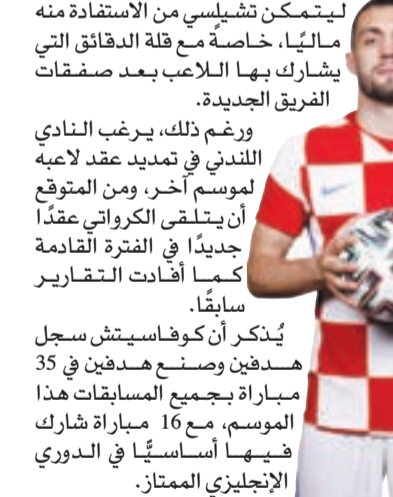 ليتمكن تشيلسي من الاستفادة منه
ماليًا، خاصةً مع قلة الدقائق التي
يشارك بها اللاعب بعد صفقات
الفريق الجديدة.
ورغم ذلك، يرغب النادي
اللندني في تمديد عقد لاعبه
لموسم آخر، ومن المتوقع
أن يتلقى الكرواتي عقدًا
جديدًا في الفترة القادمة
كما أفادت التقارير
سابقًا.
يُذكر أن كوفاسيتش سجل
هدفين وصنع هدفين في 35
مباراة بجميع المسابقات هذا
الموسم، مع 16 مباراة شارك
فيها أساسيًّا في الدوري
الإنجليزي الممتاز.